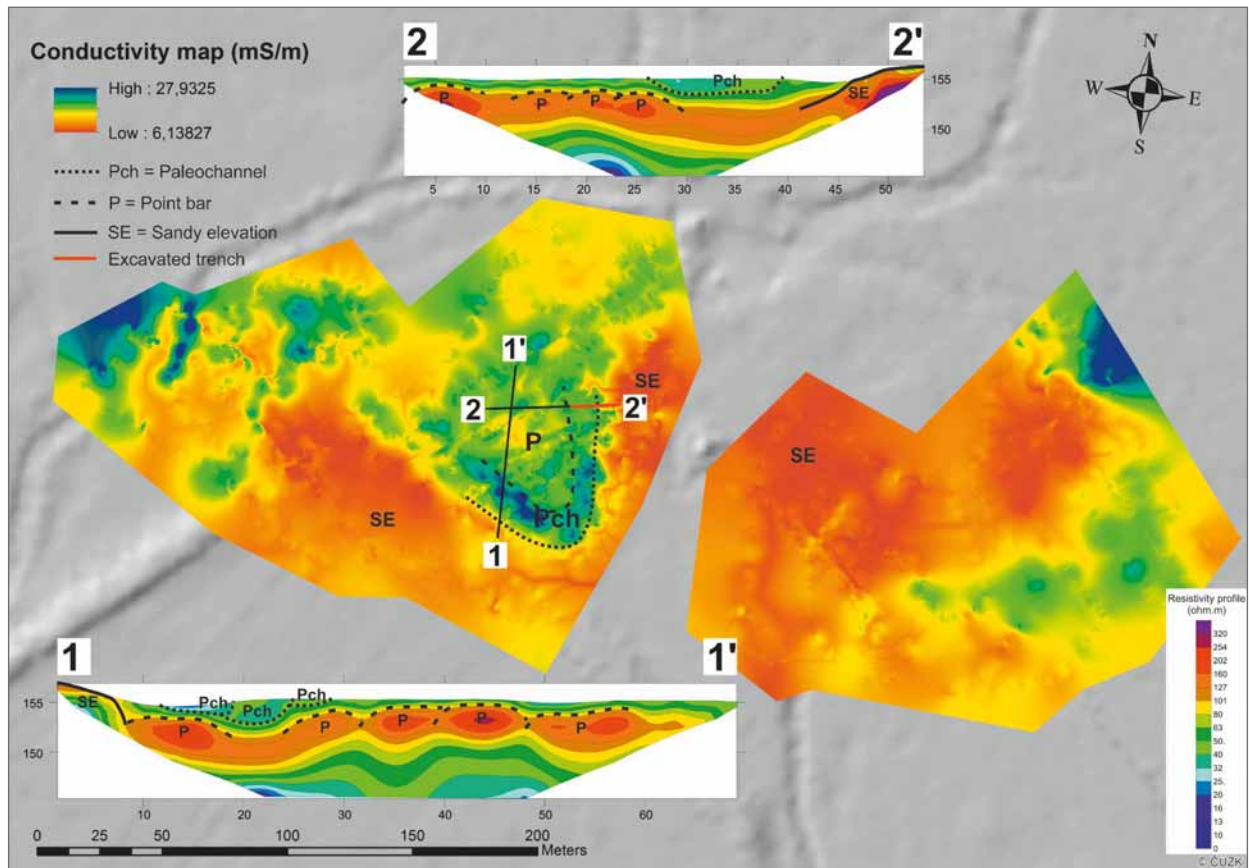 Conductivity map (mS/m)
High : 27,9325
Low : 6,13827
Pch = Paleochannel
P = Point bar
SE = Sandy elevation
Excavated trench
2
2'
Pch
P
P
P
P
SE
155
150
5
10
15
20
25
30
35
40
45
50
N
W
E
S
1'
2
2'
SE
P
Pch
SE
1
SE
1
1'
SE
Pch
Pch
Pch
P
P
P
P
P
155
150
10
20
30
40
50
60
0
25
50
100
150
200
Meters
Resistivity profile
(ohm.m)
320
254
202
160
127
101
80
63
50.
40
32
25.
20
16
13
10
0
© ČÚZK